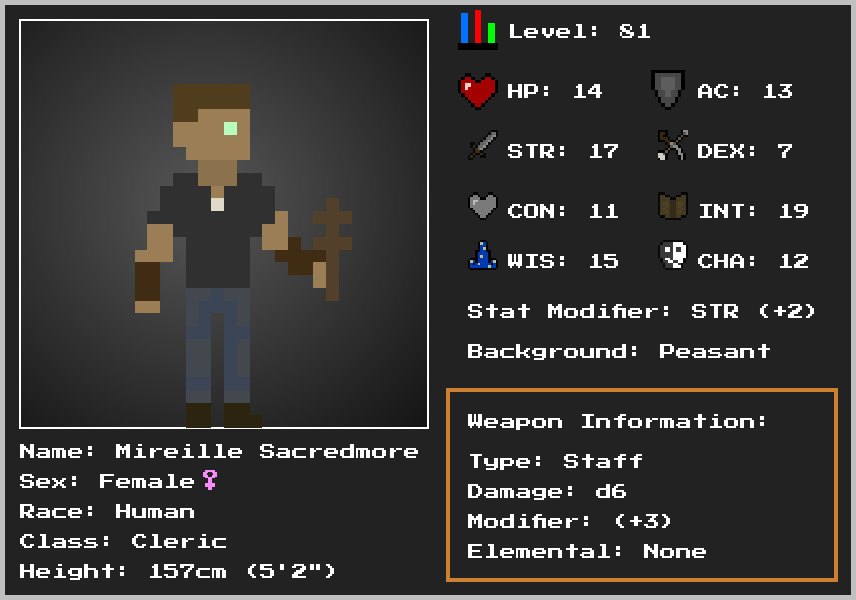 Level: 81
HP: 14 AC: 13
STR: 17 DEX: 7
CON: 11 INT: 19
WIS: 15 CHA: 12
Stat Modifier: STR (+2)
Background: Peasant
Weapon Information:
Type: Staff
Damage: d6
Modifier: (+3)
Elemental: None
Name: Mireille Sacredmore
Sex: Female♀
Race: Human
Class: Cleric
Height: 157cm (5'2")